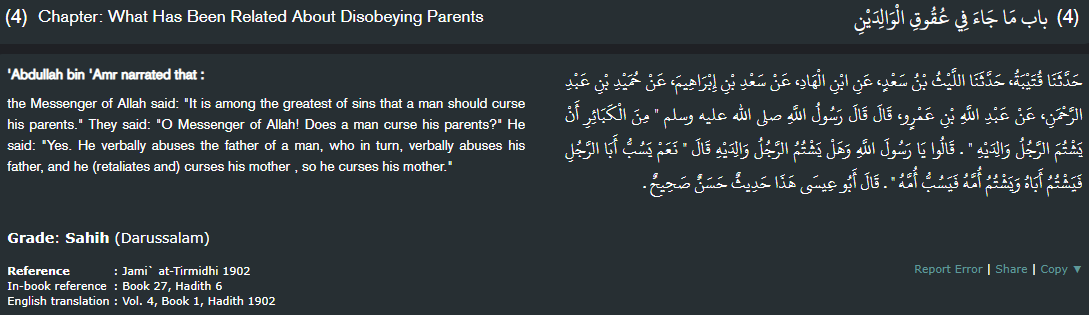 (4) Chapter: What Has Been Related About Disobeying Parents
(4) باب مَا جَاءَ فِي عُقُوقِ الْوَالِدَيْنِ
'Abdullah bin 'Amr narrated that :
the Messenger of Allah said: "It is among the greatest of sins that a man should curse
his parents." They said: "O Messenger of Allah! Does a man curse his parents?" He
said: "Yes. He verbally abuses the father of a man, who in turn, verbally abuses his
father, and he (retaliates and) curses his mother , so he curses his mother."
حَدَّثَنَا قُتَيْبَةُ، حَدَّثَنَا اللَّيْثُ بْنُ سَعْدٍ، عَنِ ابْنِ الْهَادِ، عَنْ سَعْدِ بْنِ إِبْرَاهِيمَ، عَنْ حُمَيْدِ بْنِ عَبْدِ
الرَّحْمَنِ، عَنْ عَبْدِ اللَّهِ بْنِ عَمْرٍو، قَالَ قَالَ رَسُولُ اللَّهِ صلى الله عليه وسلم " مِنَ الْكَبَائِرِ أَنْ
يَشْتُمَ الرَّجُلُ وَالِدَيْهِ " . قَالُوا يَا رَسُولَ اللَّهِ وَهَلْ يَشْتُمُ الرَّجُلُ وَالِدَيْهِ قَالَ " نَعَمْ يَسُبُّ أَبَا الرَّجُلِ
فَيَشْتُمُ أَبَاهُ وَيَشْتُمُ أُمَّهُ فَيَسُبُّ أُمَّهُ " . قَالَ أَبُو عِيسَى هَذَا حَدِيثٌ حَسَنٌ صَحِيحٌ .
Grade: Sahih (Darussalam)
Reference : Jami` at-Tirmidhi 1902
In-book reference : Book 27, Hadith 6
English translation : Vol. 4, Book 1, Hadith 1902
Report Error | Share | Copy ▼